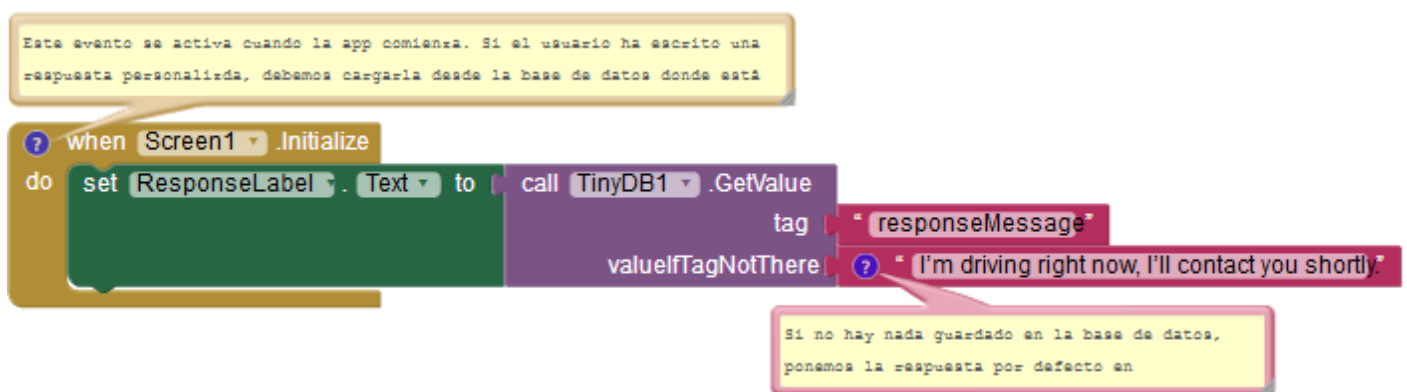 Este evento se activa cuando la app comienza. Si el usuario ha escrito una
respuesta personalizda, debemos cargarla desde la base de datos donde está
? when Screen1 .Initialize
do set ResponseLabel . Text to call TinyDB1 .GetValue
tag " responseMessage "
valueIfTagNotThere ? " I'm driving right now, I'll contact you shortly. "
Si no hay nada guardado en la base de datos,
ponemos la respuesta por defecto en